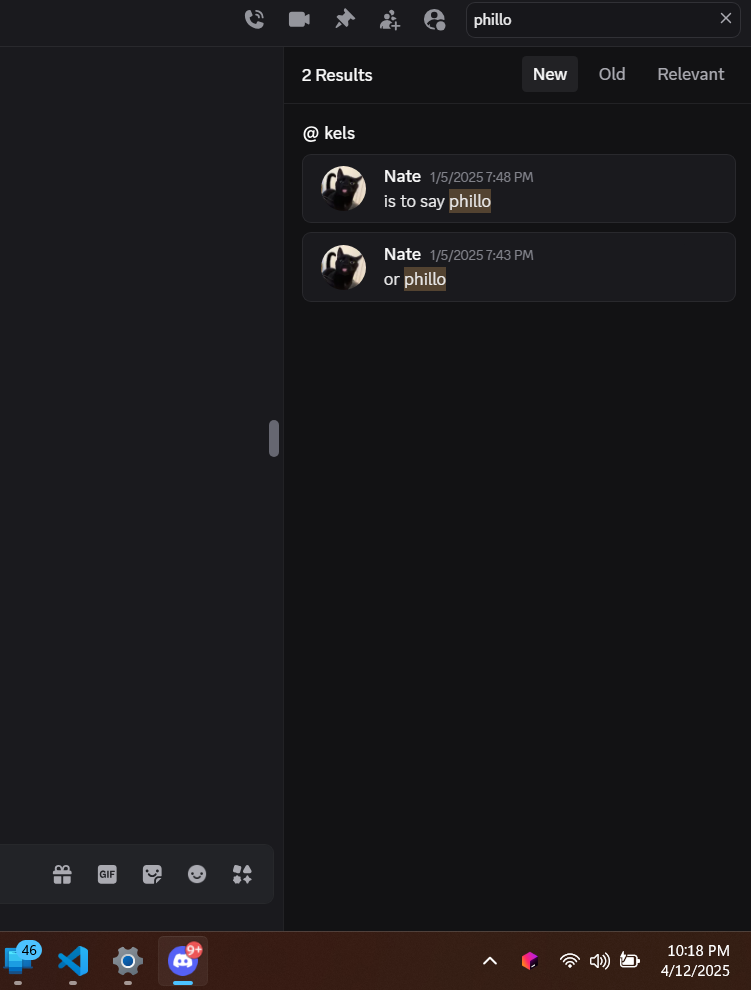 phillo
2 Results
New
Old
Relevant
@ kels
Nate 1/5/2025 7:48 PM
is to say phillo
Nate 1/5/2025 7:43 PM
or phillo
GIF
46
9+
10:18 PM
4/12/2025